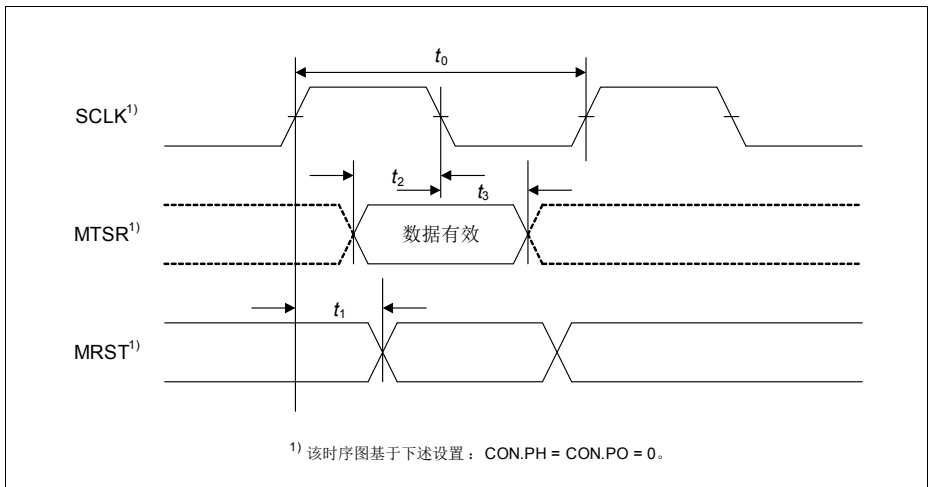 t0
SCLK1)
t2
t3
MTSR1)
数据有效
t1
MRST1)
1) 该时序图基于下述设置：CON.PH = CON.PO = 0。